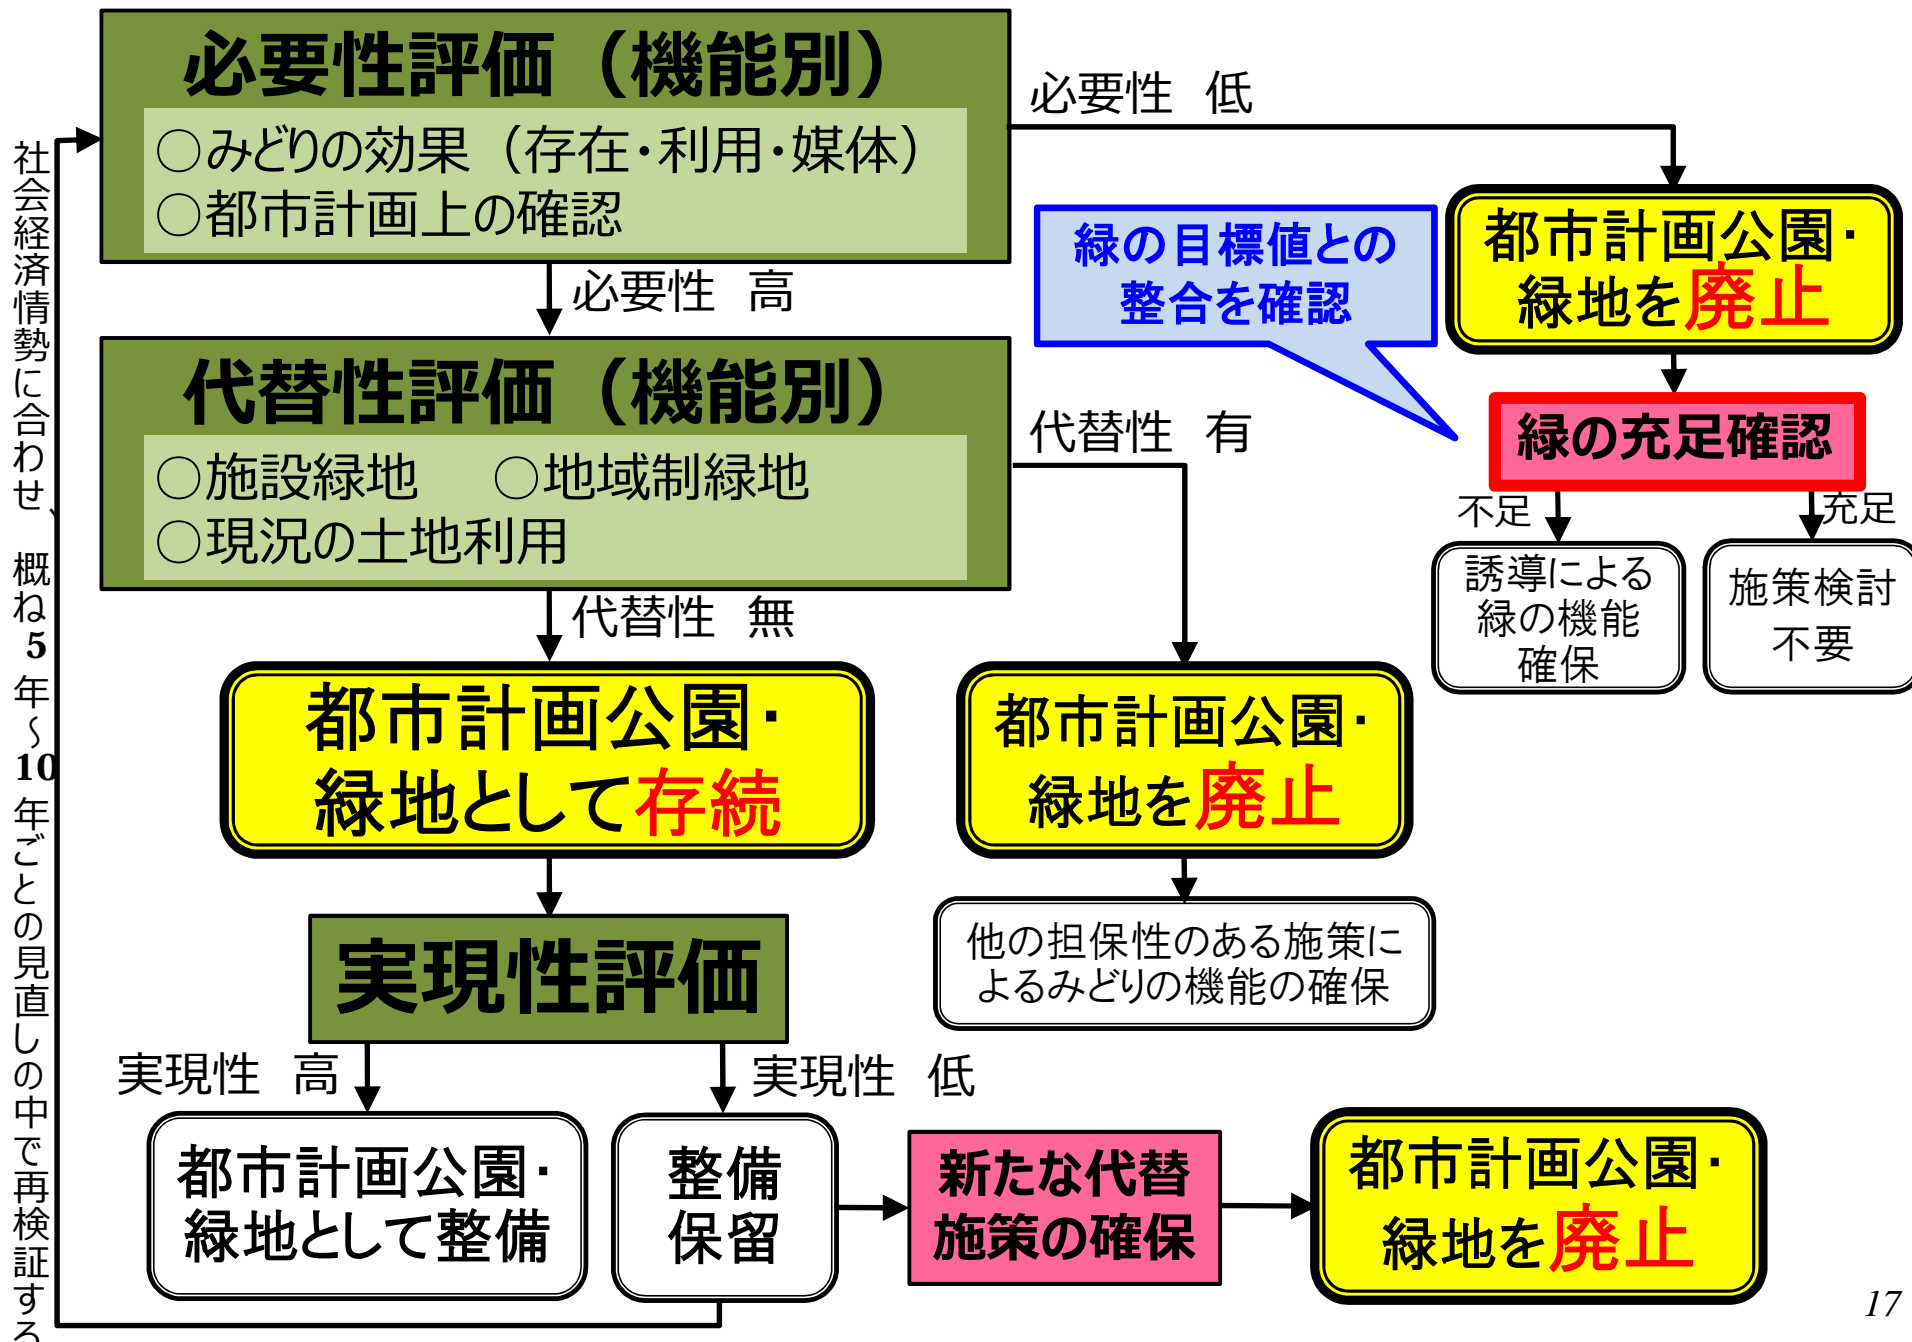 必要性評価（機能別）
○みどりの効果（存在・利用・媒体）
○都市計画上の確認
必要性 低
都市計画公園・
緑地を廃止
緑の目標値との
整合を確認
緑の充足確認
不足
充足
誘導による
緑の機能
確保
施策検討
不要
必要性 高
代替性評価（機能別）
○施設緑地 ○地域制緑地
○現況の土地利用
代替性 有
都市計画公園・
緑地を廃止
他の担保性のある施策に
よるみどりの機能の確保
代替性 無
都市計画公園・
緑地として存続
実現性評価
実現性 高
実現性 低
都市計画公園・
緑地として整備
整備
保留
新たな代替
施策の確保
都市計画公園・
緑地を廃止
社会経済情勢に合わせ、概ね5年～10年ごとの見直しの中で再検証する
17